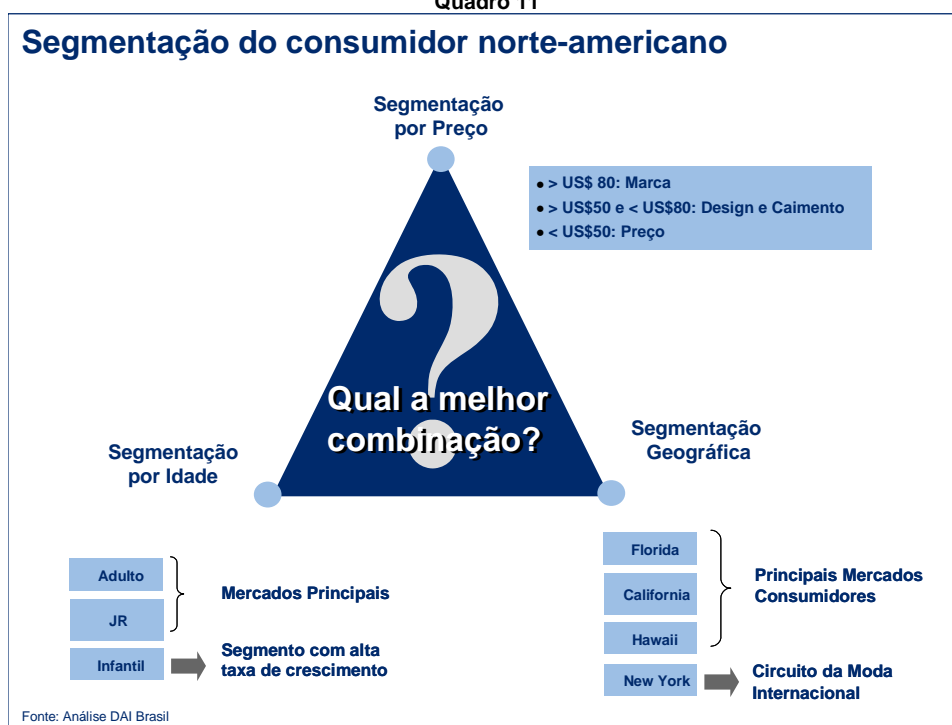 Quadro 11
Segmentação do consumidor norte-americano
Segmentação
por Preço
● > US$ 80: Marca
● > US$50 e < US$80: Design e Caimento
● < US$50: Preço
?
Qual a melhor
combinação?
Segmentação
por Idade
Segmentação
Geográfica
Adulto
JR
Mercados Principais
Infantil
Segmento com alta
taxa de crescimento
Florida
California
Hawaii
Principais Mercados
Consumidores
New York
Circuito da Moda
Internacional
Fonte: Análise DAI Brasil